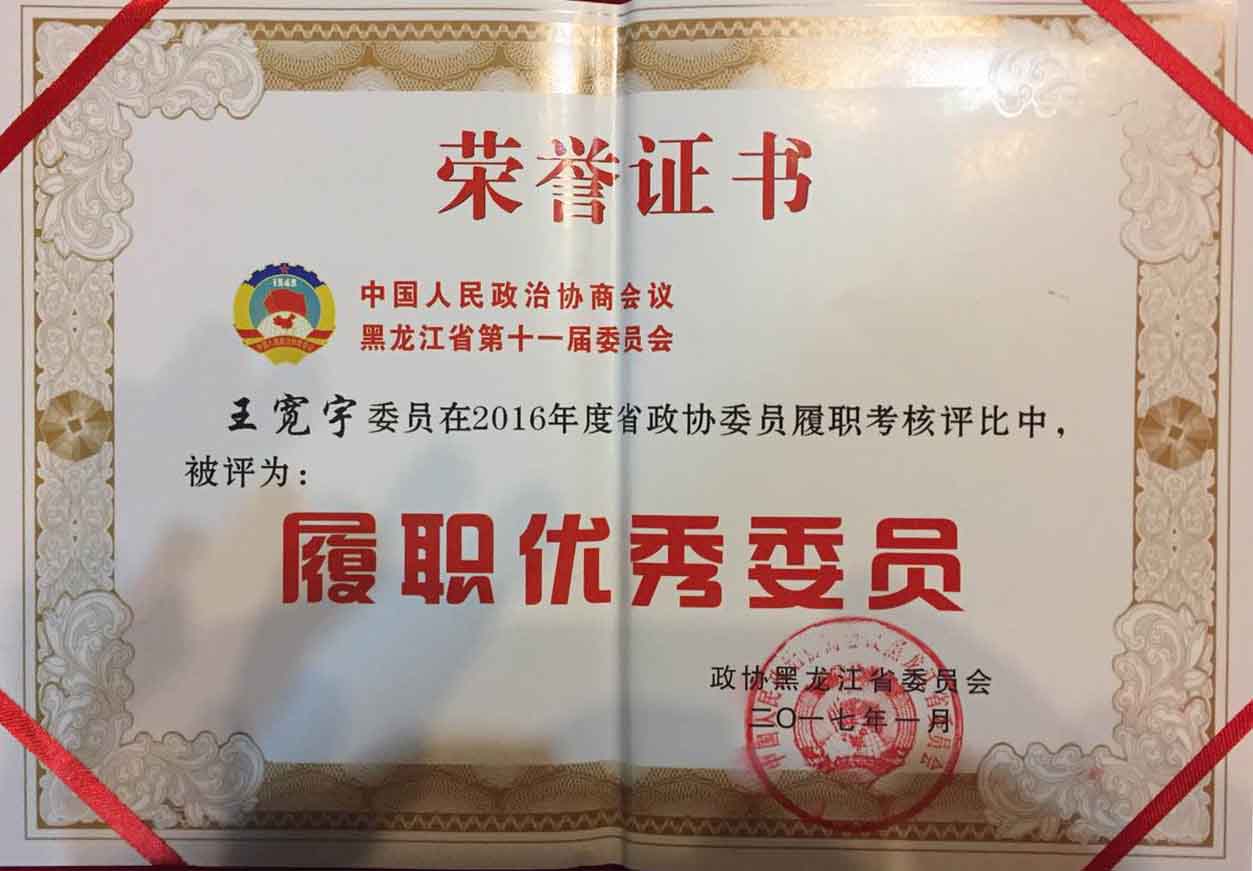 荣誉证书
中国人民政治协商会议
黑龙江省第十一届委员会
王宽宇委员在2016年度省政协委员履职考核评比中，
被评为：
履职优秀委员
政协黑龙江省委员会
二〇一七年一月